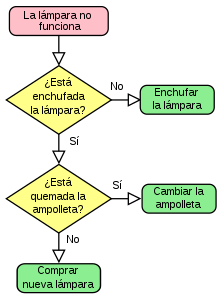 La lámpara no
funciona
¿Está
enchufada
la lámpara?
No
Enchufar
la lámpara
Sí
¿Está
quemada la
ampolleta?
Sí
Cambiar la
ampolleta
No
Comprar
nueva lámpara